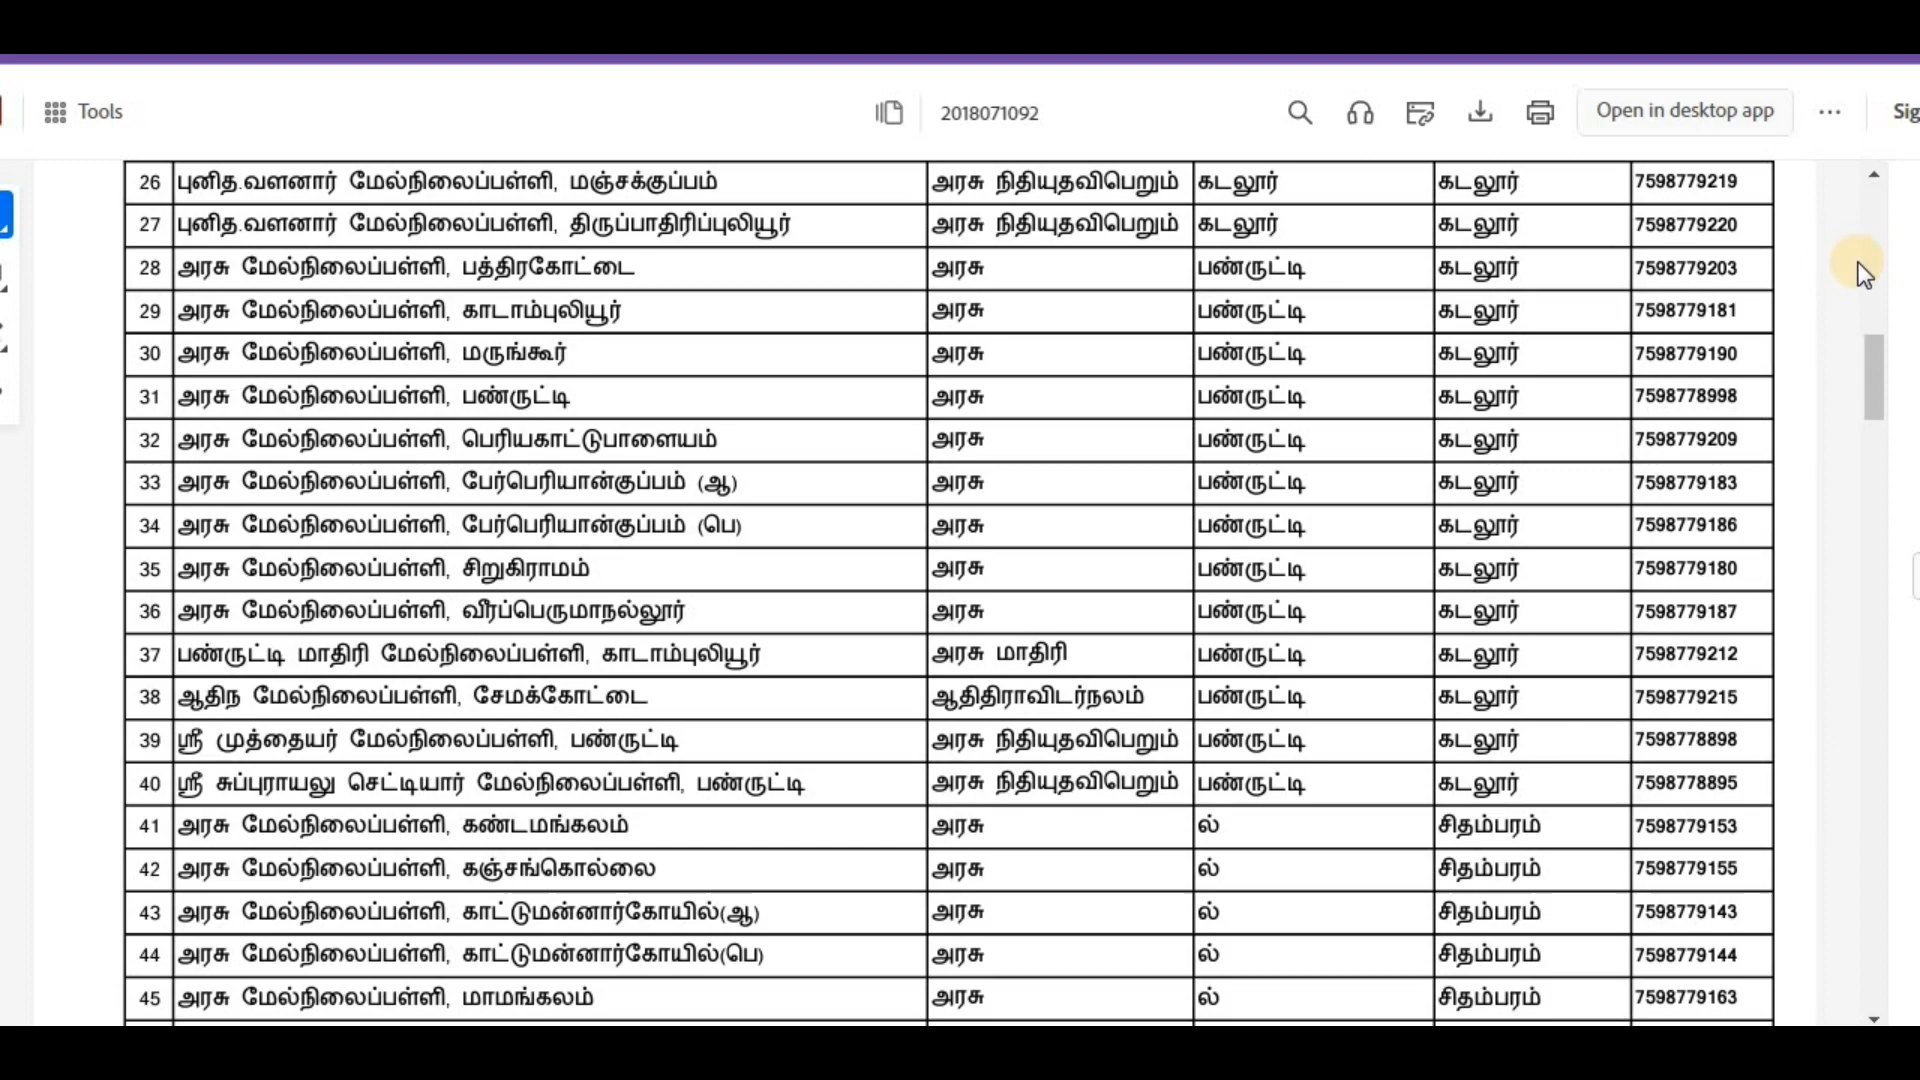 Tools 2018071092 Open in desktop app Sig
26 புனித.வளனார் மேல்நிலைப்பள்ளி, மஞ்சக்குப்பம் அரசு நிதியுதவிபெறும் கடலூர் கடலூர் 7598779219
27 புனித.வளனார் மேல்நிலைப்பள்ளி, திருப்பாதிரிப்புலியூர் அரசு நிதியுதவிபெறும் கடலூர் கடலூர் 7598779220
28 அரசு மேல்நிலைப்பள்ளி, பத்திரகோட்டை அரசு பண்ருட்டி கடலூர் 7598779203
29 அரசு மேல்நிலைப்பள்ளி, காடாம்புலியூர் அரசு பண்ருட்டி கடலூர் 7598779181
30 அரசு மேல்நிலைப்பள்ளி, மருங்கூர் அரசு பண்ருட்டி கடலூர் 7598779190
31 அரசு மேல்நிலைப்பள்ளி, பண்ருட்டி அரசு பண்ருட்டி கடலூர் 7598778998
32 அரசு மேல்நிலைப்பள்ளி, பெரியகாட்டுபாளையம் அரசு பண்ருட்டி கடலூர் 7598779209
33 அரசு மேல்நிலைப்பள்ளி, பேர்பெரியான்குப்பம் (ஆ) அரசு பண்ருட்டி கடலூர் 7598779183
34 அரசு மேல்நிலைப்பள்ளி, பேர்பெரியான்குப்பம் (பெ) அரசு பண்ருட்டி கடலூர் 7598779186
35 அரசு மேல்நிலைப்பள்ளி, சிறுகிராமம் அரசு பண்ருட்டி கடலூர் 7598779180
36 அரசு மேல்நிலைப்பள்ளி, வீரப்பெருமாநல்லூர் அரசு பண்ருட்டி கடலூர் 7598779187
37 பண்ருட்டி மாதிரி மேல்நிலைப்பள்ளி, காடாம்புலியூர் அரசு மாதிரி பண்ருட்டி கடலூர் 7598779212
38 ஆதிந மேல்நிலைப்பள்ளி, சேமக்கோட்டை ஆதிதிராவிடர்நலம் பண்ருட்டி கடலூர் 7598779215
39 ஸ்ரீ முத்தையர் மேல்நிலைப்பள்ளி, பண்ருட்டி அரசு நிதியுதவிபெறும் பண்ருட்டி கடலூர் 7598778898
40 ஸ்ரீ சுப்புராயலு செட்டியார் மேல்நிலைப்பள்ளி, பண்ருட்டி அரசு நிதியுதவிபெறும் பண்ருட்டி கடலூர் 7598778895
41 அரசு மேல்நிலைப்பள்ளி, கண்டமங்கலம் அரசு ல் சிதம்பரம் 7598779153
42 அரசு மேல்நிலைப்பள்ளி, கஞ்சங்கொல்லை அரசு ல் சிதம்பரம் 7598779155
43 அரசு மேல்நிலைப்பள்ளி, காட்டுமன்னார்கோயில்(ஆ) அரசு ல் சிதம்பரம் 7598779143
44 அரசு மேல்நிலைப்பள்ளி, காட்டுமன்னார்கோயில்(பெ) அரசு ல் சிதம்பரம் 7598779144
45 அரசு மேல்நிலைப்பள்ளி, மாமங்கலம் அரசு ல் சிதம்பரம் 7598779163